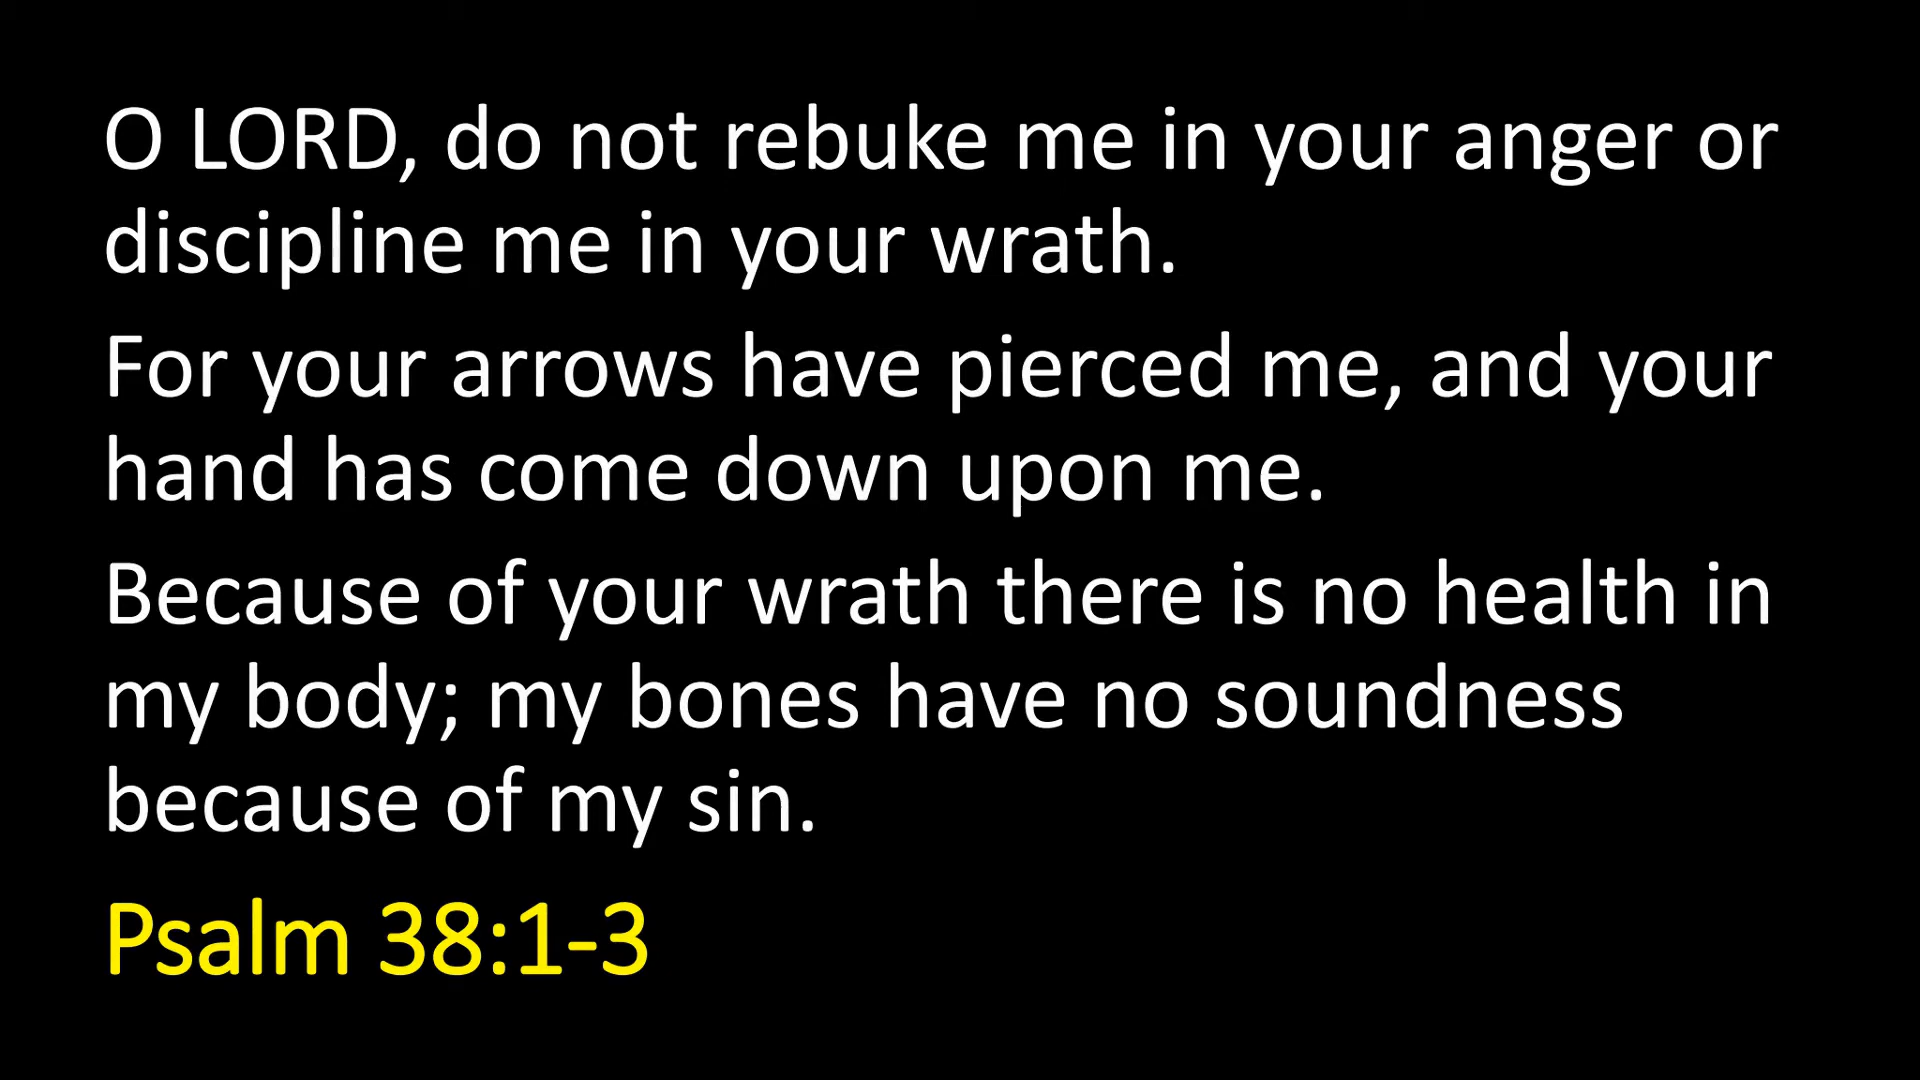 O LORD, do not rebuke me in your anger or
discipline me in your wrath.
For your arrows have pierced me, and your
hand has come down upon me.
Because of your wrath there is no health in
my body; my bones have no soundness
because of my sin.
Psalm 38:1-3